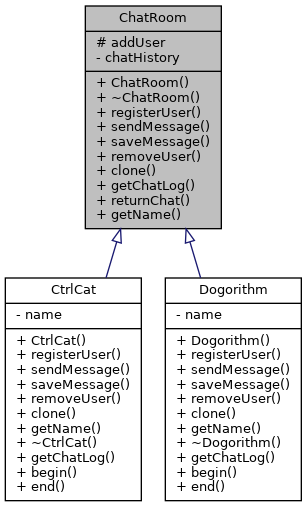 ChatRoom
# addUser
- chatHistory
+ ChatRoom()
+ ~ChatRoom()
+ registerUser()
+ sendMessage()
+ saveMessage()
+ removeUser()
+ clone()
+ getChatLog()
+ returnChat()
+ getName()
CtrlCat
- name
+ CtrlCat()
+ registerUser()
+ sendMessage()
+ saveMessage()
+ removeUser()
+ clone()
+ getName()
+ ~CtrlCat()
+ getChatLog()
+ begin()
+ end()
Dogorithm
- name
+ Dogorithm()
+ registerUser()
+ sendMessage()
+ saveMessage()
+ removeUser()
+ clone()
+ getName()
+ ~Dogorithm()
+ getChatLog()
+ begin()
+ end()